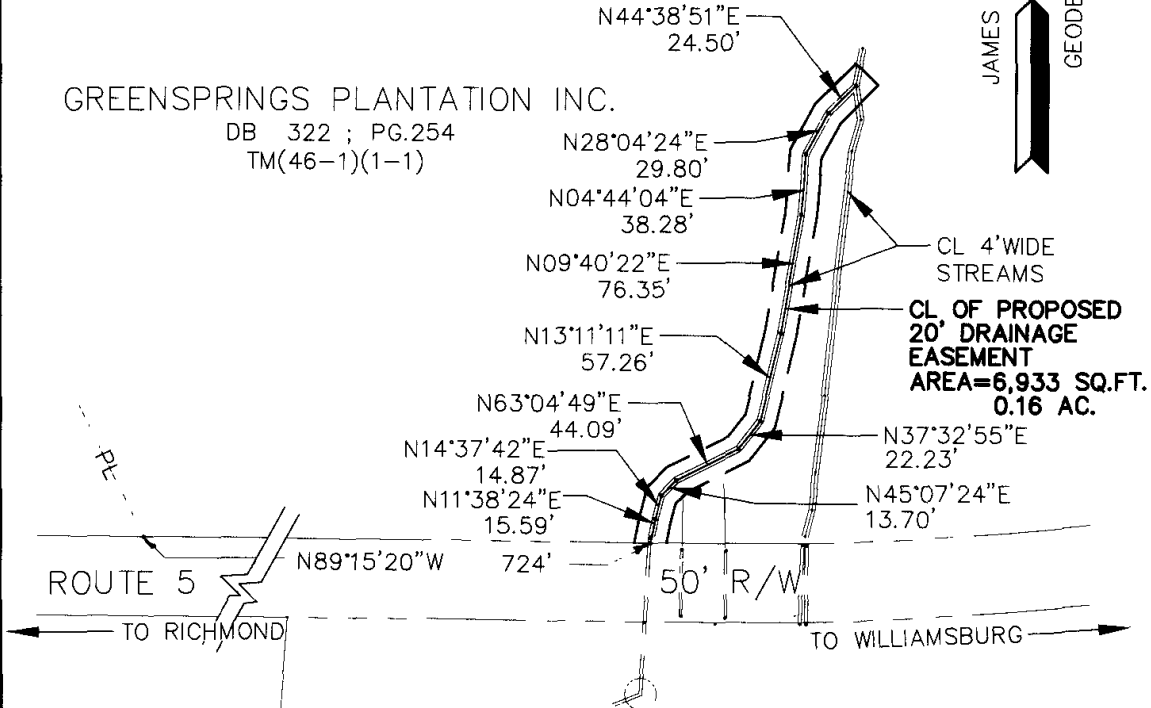 N44°38'51"E
24.50'
JAMES
GEODE
GREENSPRINGS PLANTATION INC.
DB 322 ; PG.254
TM(46-1)(1-1)
N28°04'24"E
29.80'
N04°44'04"E
38.28'
N09°40'22"E
76.35'
CL 4'WIDE
STREAMS
CL OF PROPOSED
20' DRAINAGE
EASEMENT
AREA=6,933 SQ.FT.
0.16 AC.
N13°11'11"E
57.26'
N63°04'49"E
44.09'
N37°32'55"E
22.23'
N14°37'42"E
14.87'
N45°07'24"E
13.70'
N11°38'24"E
15.59'
PL
N89°15'20"W
724'
ROUTE 5
50' R/W
TO RICHMOND
TO WILLIAMSBURG